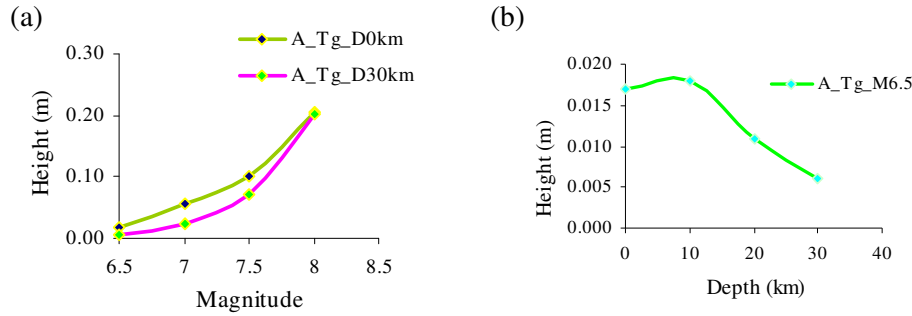 (a)
A_Tg_D0km
A_Tg_D30km
Height (m)
0.30
0.20
0.10
0.00
6.5 7 7.5 8 8.5
Magnitude
(b)
A_Tg_M6.5
Height (m)
0.020
0.015
0.010
0.005
0.000
0 10 20 30 40
Depth (km)